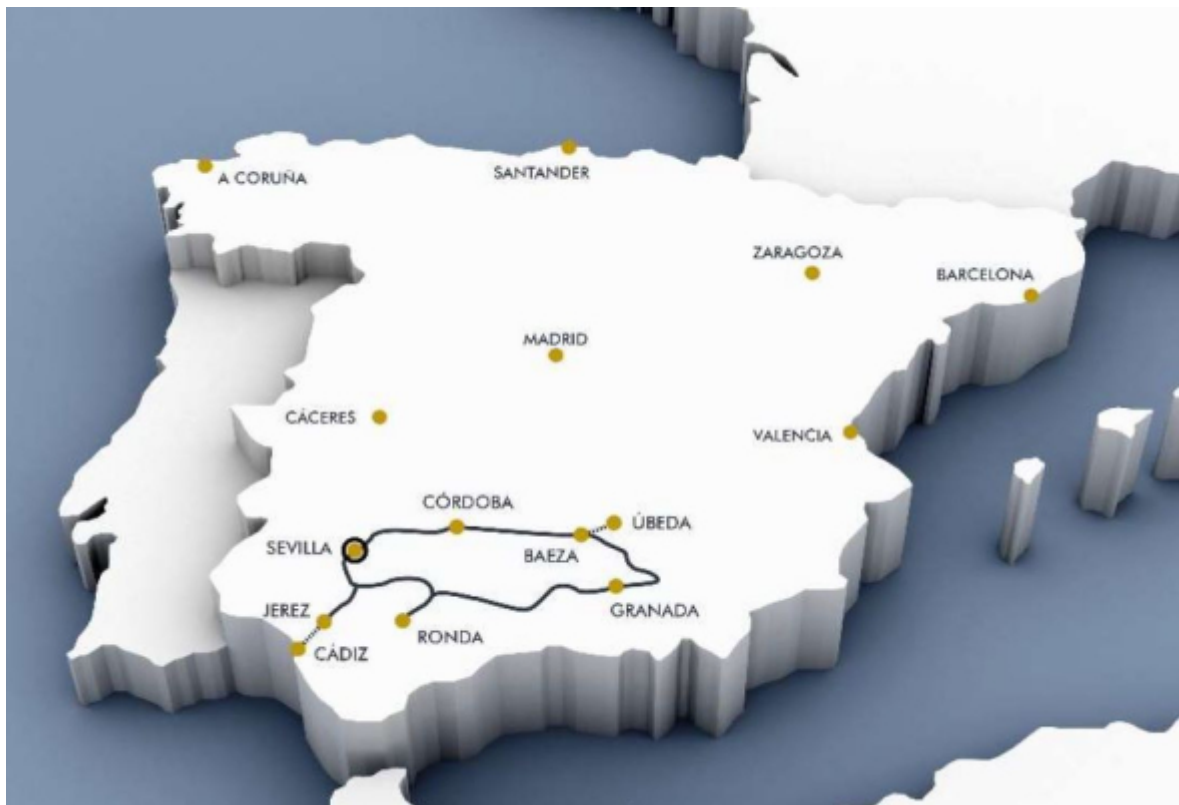 A CORUÑA
SANTANDER
ZARAGOZA
BARCELONA
MADRID
CÁCERES
VALENCIA
CÓRDOBA
ÚBEDA
SEVILLA
BAEZA
JEREZ
GRANADA
RONDA
CÁDIZ